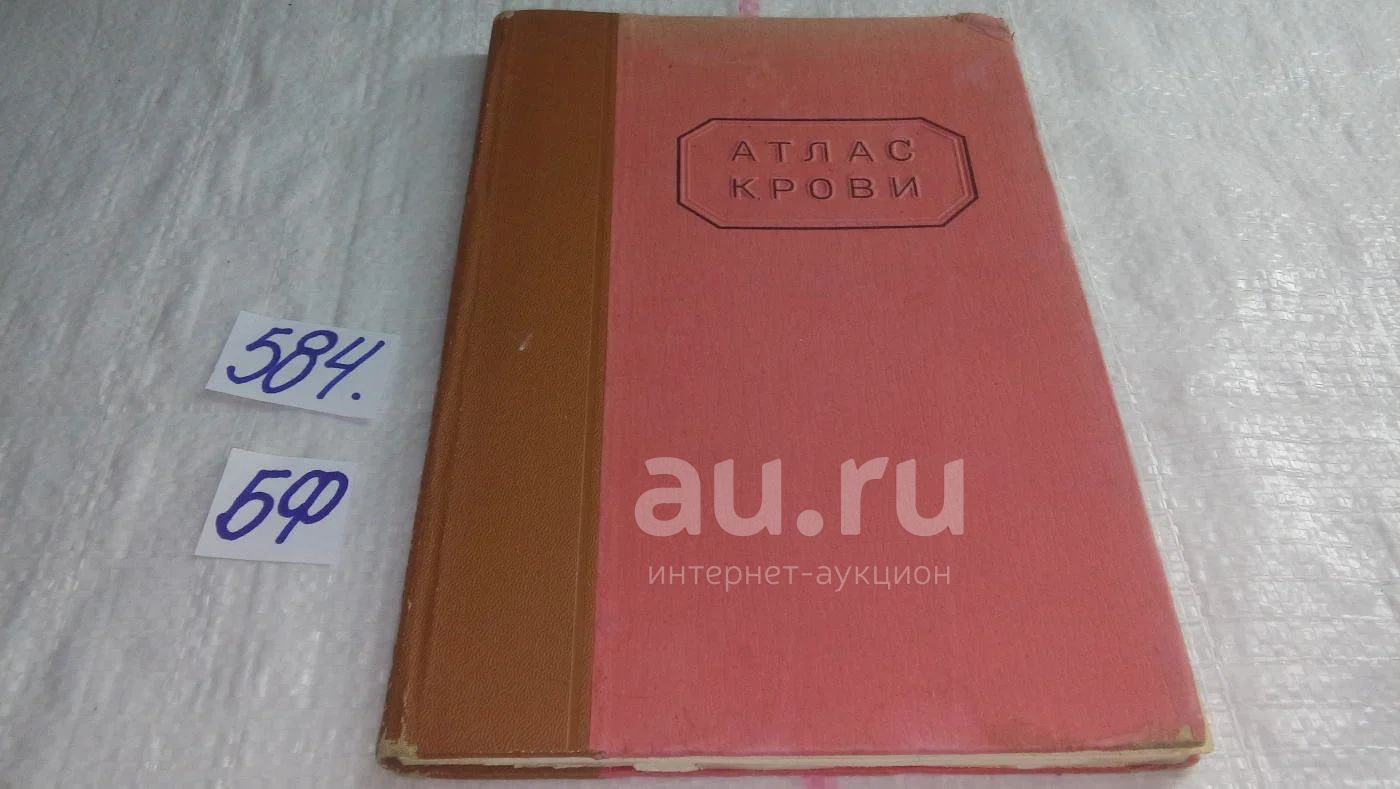 АТЛАС
КРОВИ
584.
БФ
au.ru
интернет-аукцион